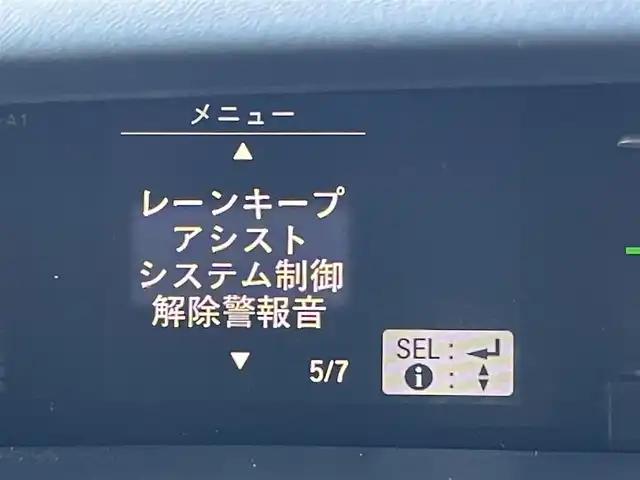 メニュー
▲
レーンキープ
アシスト
システム制御
解除警報音
▼
5/7
SEL : ↵
i : ▲▼